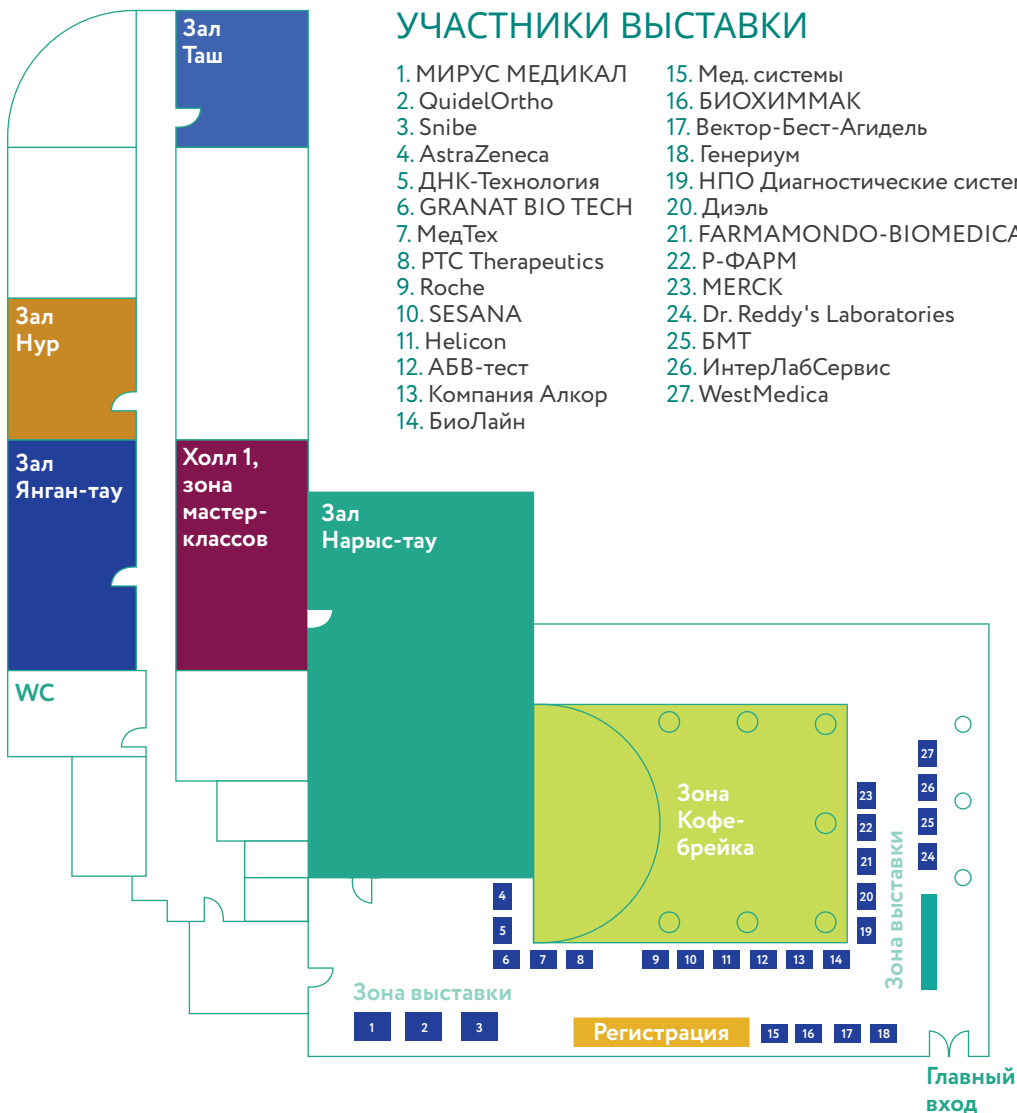 УЧАСТНИКИ ВЫСТАВКИ
1. МИРУС МЕДИКАЛ
2. QuidelOrtho
3. Snibe
4. AstraZeneca
5. ДНК-Технология
6. GRANAT BIO TECH
7. МедТех
8. PTC Therapeutics
9. Roche
10. SESANA
11. Helicon
12. АБВ-тест
13. Компания Алкор
14. БиоЛайн
15. Мед. системы
16. БИОХИММАК
17. Вектор-Бест-Агидель
18. Генериум
19. НПО Диагностические
20. Диэль
21. FARMAMONDO-BIOMEDICA
22. Р-ФАРМ
23. MERCK
24. Dr. Reddy's Laboratories
25. БМТ
26. ИнтерЛабСервис
27. WestMedica
Зал
Таш
Зал
Нур
Зал
Янган-тау
Холл 1,
зона
мастер-
классов
Зал
Нарыс-тау
WC
Зона
Кофе-
брейка
27
26
25
24
23
22
21
20
19
Зона выставки
4
5
6
7
8
9
10
11
12
13
14
Зона выставки
1
2
3
Регистрация
15
16
17
18
Главный
вход